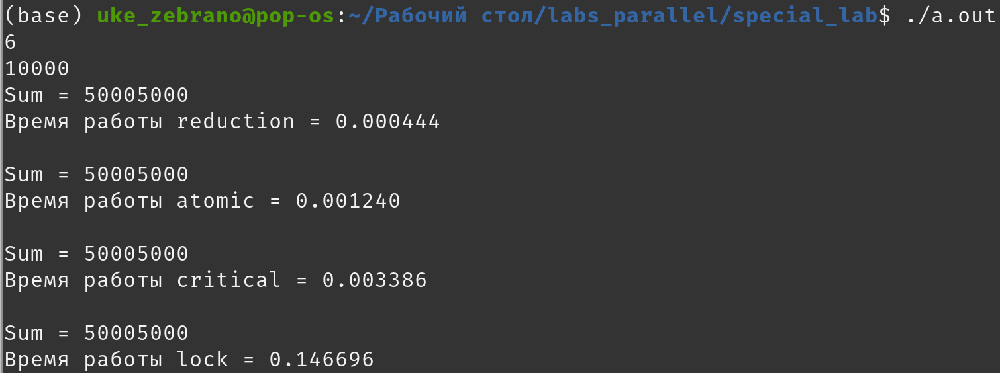 (base) uke_zebrano@pop-os:~/Рабочий стол/labs_parallel/special_lab$ ./a.out
6
10000
Sum = 50005000
Время работы reduction = 0.000444
Sum = 50005000
Время работы atomic = 0.001240
Sum = 50005000
Время работы critical = 0.003386
Sum = 50005000
Время работы lock = 0.146696